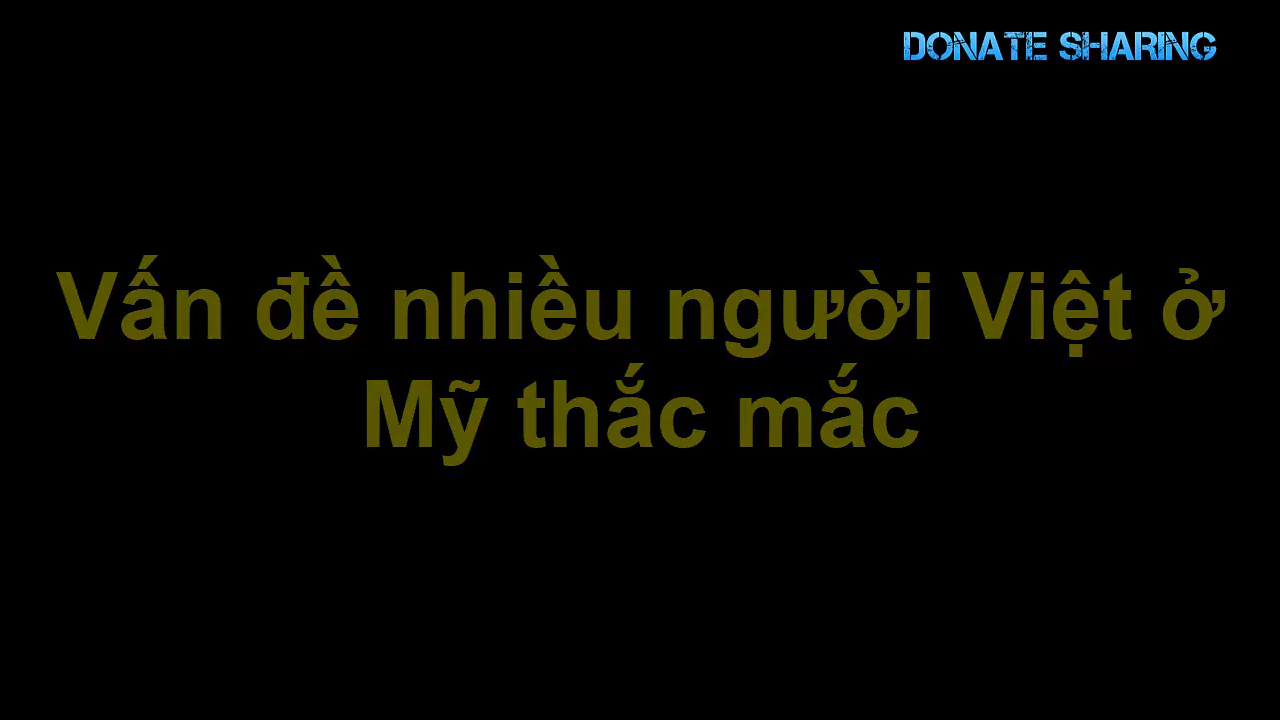 DONATE SHARING
Vấn đề nhiều người Việt ở
Mỹ thắc mắc